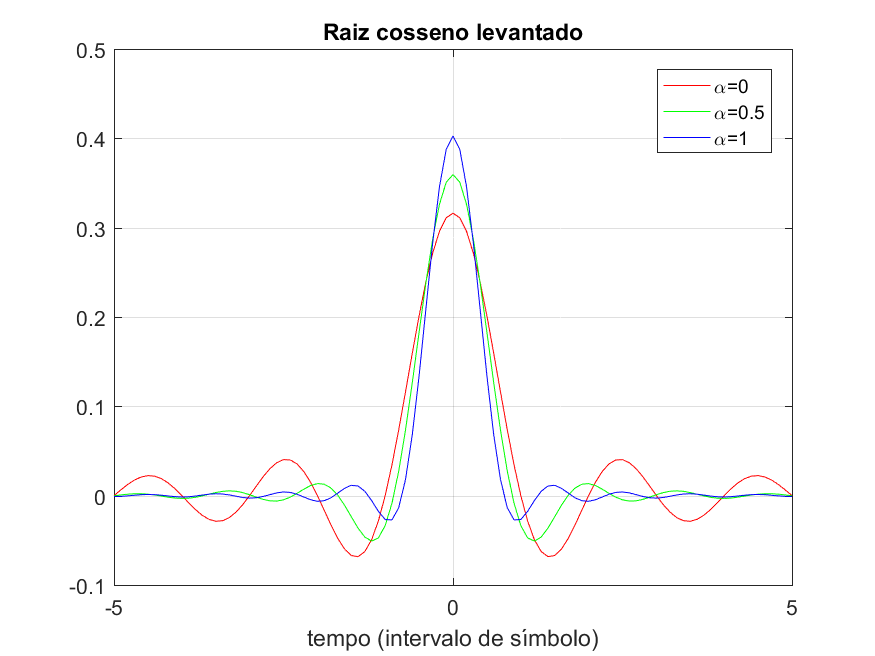 Raiz cosseno levantado
0.5
0.4
0.3
0.2
0.1
0
-0.1
α=0
α=0.5
α=1
-5
0
5
tempo (intervalo de símbolo)